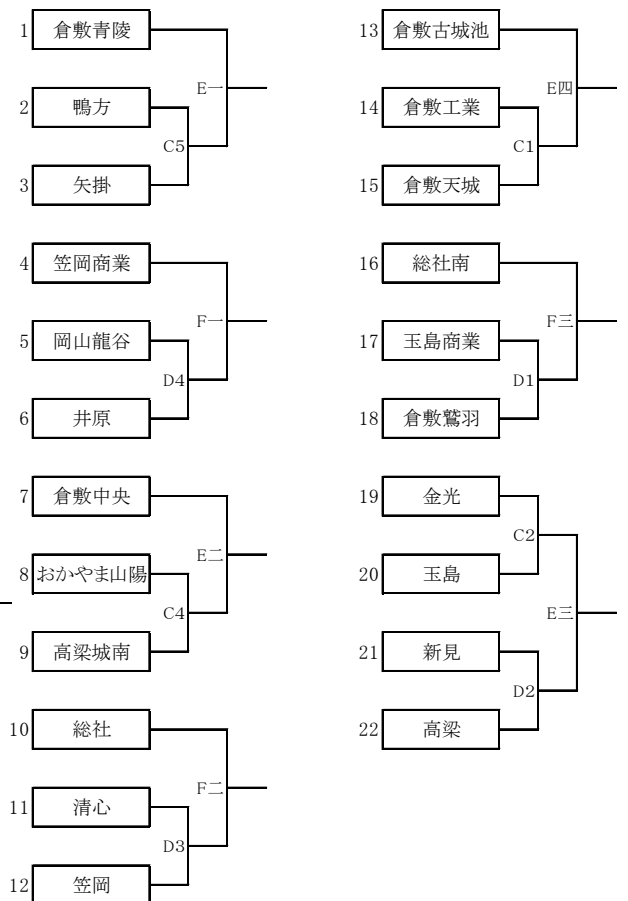 1 倉敷青陵
E一
2 鴨方
C5
3 矢掛
4 笠岡商業
F一
5 岡山龍谷
D4
6 井原
7 倉敷中央
E二
8 おかやま山陽
C4
9 高梁城南
10 総社
F二
11 清心
D3
12 笠岡
13 倉敷古城池
E四
14 倉敷工業
C1
15 倉敷天城
16 総社南
F三
17 玉島商業
D1
18 倉敷鷲羽
19 金光
C2
20 玉島
E三
21 新見
D2
22 高梁